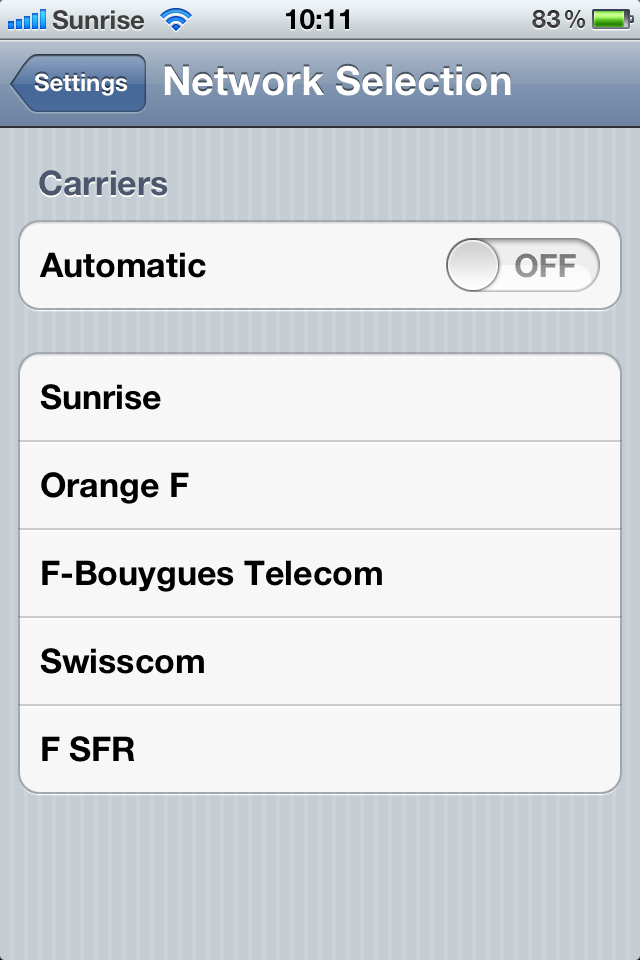 Sunrise 10:11 83%
Settings Network Selection
Carriers
Automatic OFF
Sunrise
Orange F
F-Bouygues Telecom
Swisscom
F SFR